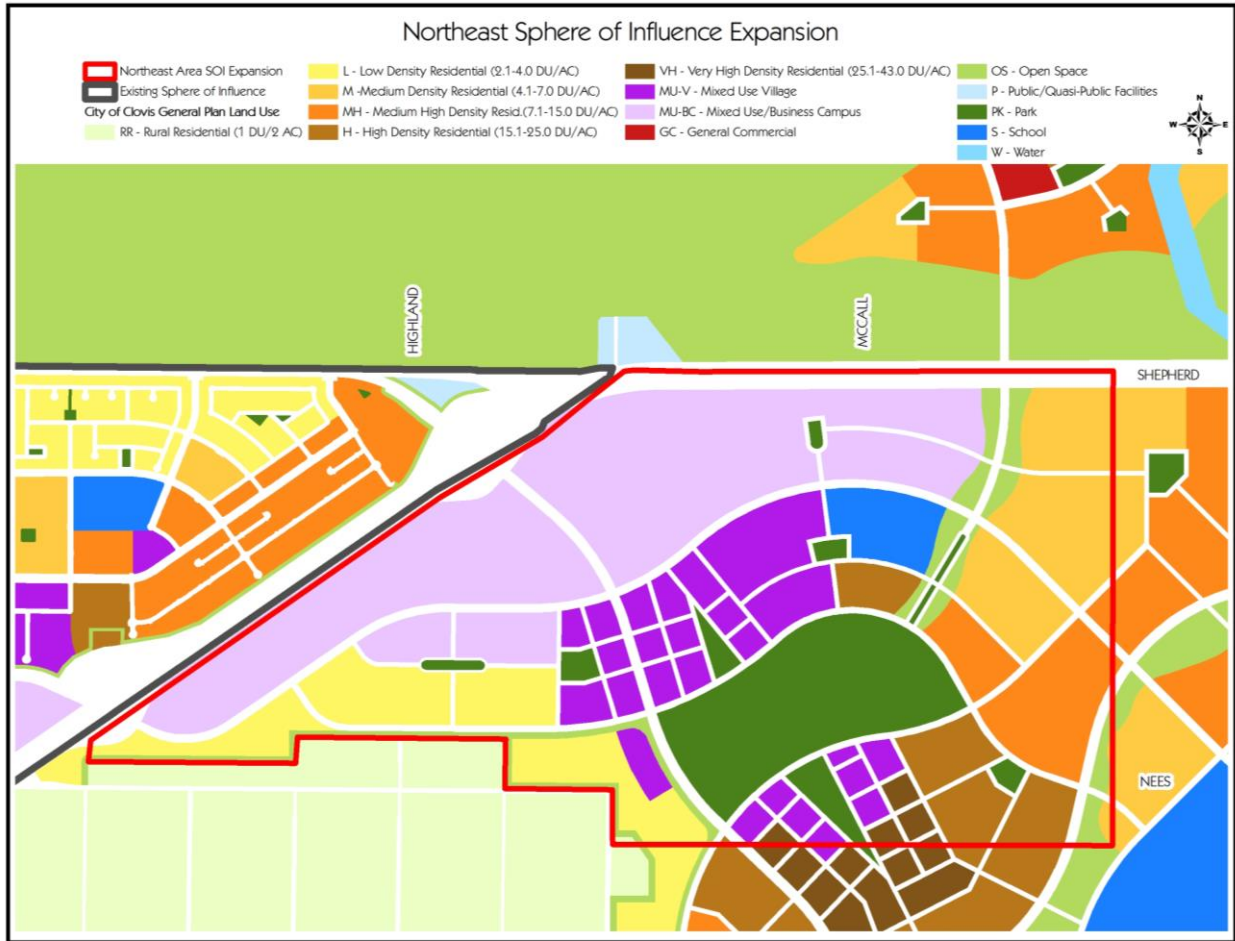 Northeast Sphere of Influence Expansion
Northeast Area SOI Expansion
Existing Sphere of Influence
City of Clovis General Plan Land Use
RR - Rural Residential (1 DU/2 AC)
L - Low Density Residential (2.1-4.0 DU/AC)
M -Medium Density Residential (4.1-7.0 DU/AC)
MH - Medium High Density Resid.(7.1-15.0 DU/AC)
H - High Density Residential (15.1-25.0 DU/AC)
VH - Very High Density Residential (25.1-43.0 DU/AC)
MU-V - Mixed Use Village
MU-BC - Mixed Use/Business Campus
GC - General Commercial
OS - Open Space
P - Public/Quasi-Public Facilities
PK - Park
S - School
W - Water
N
W
E
S
HIGHLAND
MCCALL
SHEPHERD
NEES